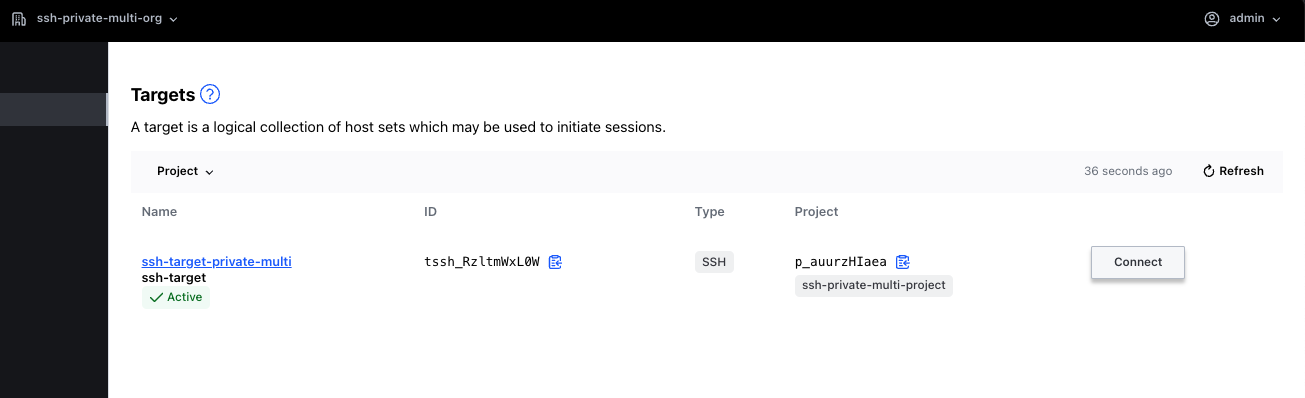 ssh-private-multi-org
admin
Targets ?
A target is a logical collection of host sets which may be used to initiate sessions.
Project
36 seconds ago
Refresh
Name ID Type Project
ssh-target-private-multi tssh_RzltmWxL0W SSH p_auurzHIaea Connect
ssh-target
ssh-private-multi-project
Active